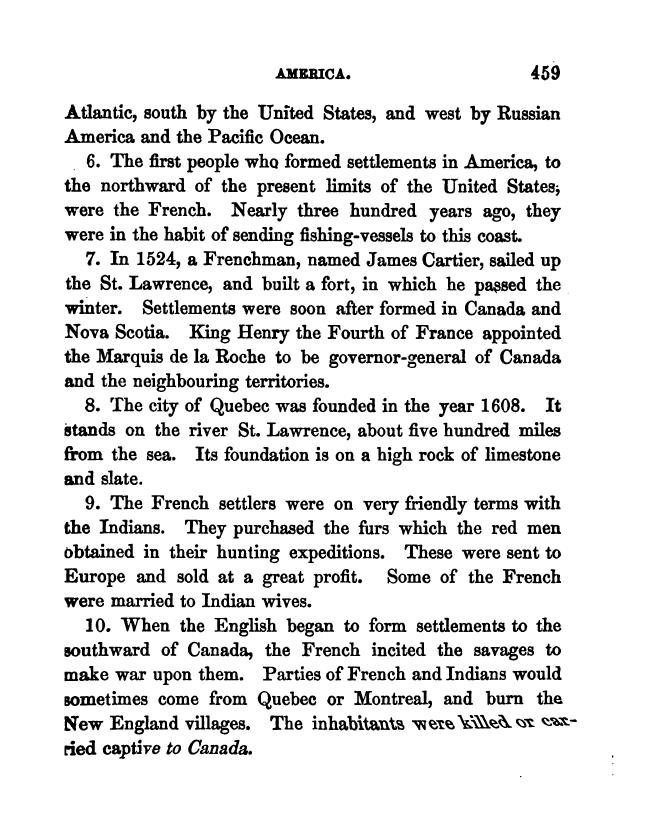 AMERICA. 459
Atlantic, south by the United States, and west by Russian
America and the Pacific Ocean.
6. The first people who formed settlements in America, to
the northward of the present limits of the United States,
were the French. Nearly three hundred years ago, they
were in the habit of sending fishing-vessels to this coast.
7. In 1524, a Frenchman, named James Cartier, sailed up
the St. Lawrence, and built a fort, in which he passed the
winter. Settlements were soon after formed in Canada and
Nova Scotia. King Henry the Fourth of France appointed
the Marquis de la Roche to be governor-general of Canada
and the neighbouring territories.
8. The city of Quebec was founded in the year 1608. It
stands on the river St. Lawrence, about five hundred miles
from the sea. Its foundation is on a high rock of limestone
and slate.
9. The French settlers were on very friendly terms with
the Indians. They purchased the furs which the red men
obtained in their hunting expeditions. These were sent to
Europe and sold at a great profit. Some of the French
were married to Indian wives.
10. When the English began to form settlements to the
southward of Canada, the French incited the savages to
make war upon them. Parties of French and Indians would
sometimes come from Quebec or Montreal, and burn the
New England villages. The inhabitants were killed or car-
ried captive to Canada.